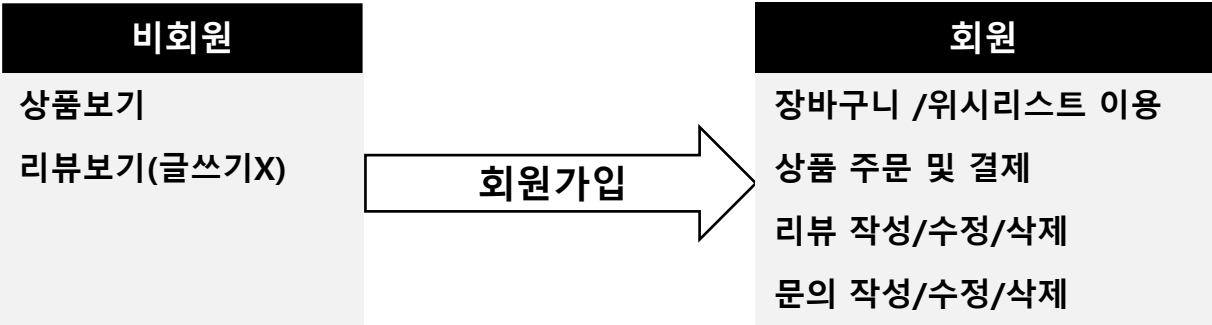 비회원
상품보기
리뷰보기(글쓰기X)
회원가입
회원
장바구니 /위시리스트 이용
상품 주문 및 결제
리뷰 작성/수정/삭제
문의 작성/수정/삭제